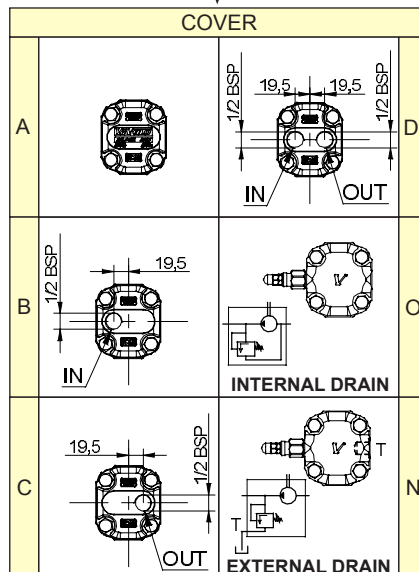 COVER
A
19,5 19,5
1/2 BSP
1/2 BSP
IN
OUT
D
B
1/2 BSP
19,5
IN
INTERNAL DRAIN
O
C
19,5
1/2 BSP
OUT
T
T
EXTERNAL DRAIN
N